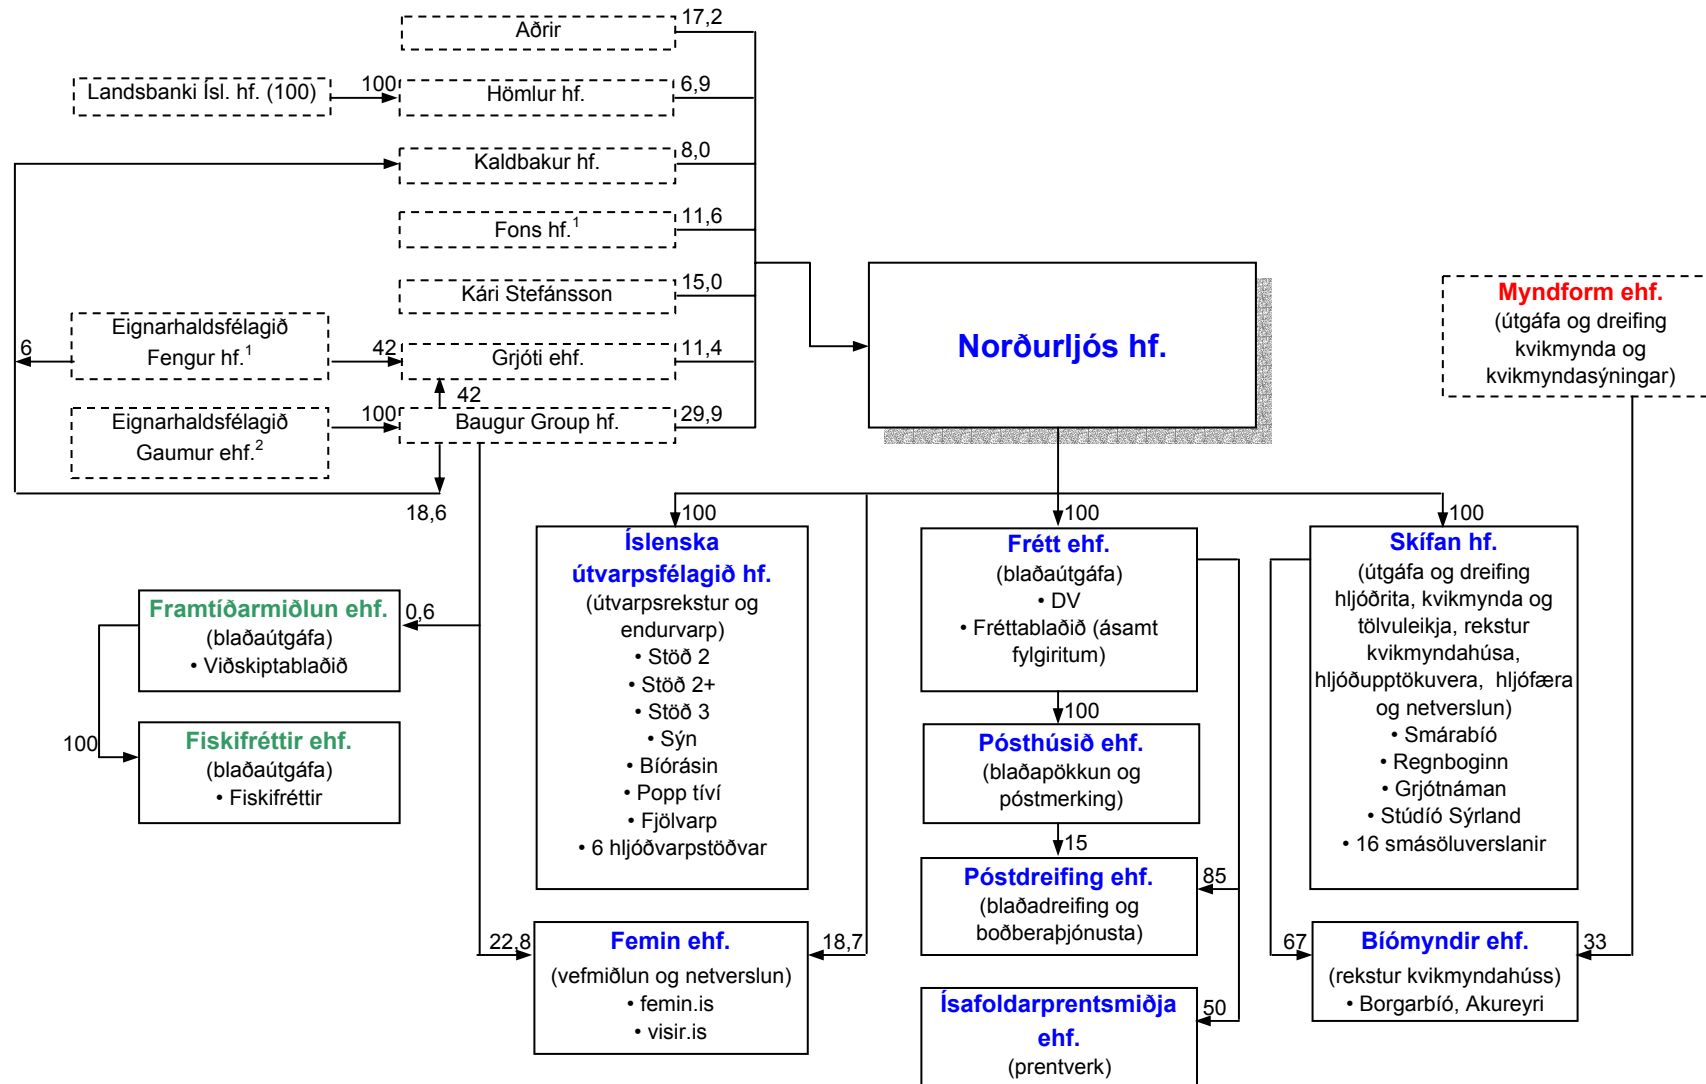 Aðrir
17,2
Landsbanki Ísl. hf. (100)
100
Hömlur hf.
6,9
Kaldbakur hf.
8,0
Fons hf.1
11,6
Kári Stefánsson
15,0
Eignarhaldsfélagið
Fengur hf.1
6
42
Grjóti ehf.
11,4
42
Eignarhaldsfélagið
Gaumur ehf.2
100
Baugur Group hf.
29,9
18,6
Norðurljós hf.
Myndform ehf.
(útgáfa og dreifing
kvikmynda og
kvikmyndasýningar)
100
Íslenska
útvarpsfélagið hf.
(útvarpsrekstur og
endurvarp)
• Stöð 2
• Stöð 2+
• Stöð 3
• Sýn
• Bíórásin
• Popp tíví
• Fjölvarp
• 6 hljóðvarpstöðvar
100
Frétt ehf.
(blaðaútgáfa)
• DV
• Fréttablaðið (ásamt
fylgiritum)
100
Skífan hf.
(útgáfa og dreifing
hljóðrita, kvikmynda og
tölvuleikja, rekstur
kvikmyndahúsa,
hljóðupptökuvera, hljófæra
og netverslun)
• Smárabíó
• Regnboginn
• Grjótnáman
• Stúdíó Sýrland
• 16 smásöluverslanir
Framtíðarmiðlun ehf.
(blaðaútgáfa)
• Viðskiptablaðið
0,6
100
Fiskifréttir ehf.
(blaðaútgáfa)
• Fiskifréttir
100
Pósthúsið ehf.
(blaðapökkun og
póstmerking)
15
Póstdreifing ehf.
(blaðadreifing og
boðberaþjónusta)
85
22,8
Femin ehf.
(vefmiðlun og netverslun)
• femin.is
• visir.is
18,7
67
Bíómyndir ehf.
(rekstur kvikmyndahúss)
• Borgarbíó, Akureyri
33
Ísafoldarprentsmiðja
ehf.
(prentverk)
50